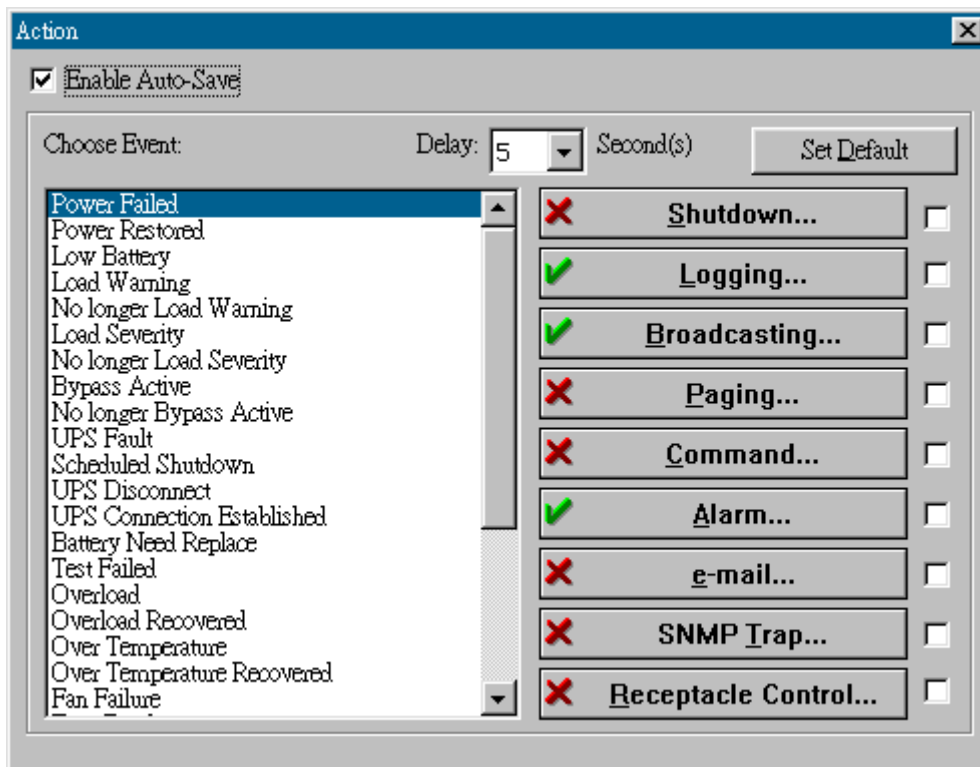 Action
Enable Auto-Save
Choose Event:
Delay: 5 Second(s)
Set Default
Power Failed
Power Restored
Low Battery
Load Warning
No longer Load Warning
Load Severity
No longer Load Severity
Bypass Active
No longer Bypass Active
UPS Fault
Scheduled Shutdown
UPS Disconnect
UPS Connection Established
Battery Need Replace
Test Failed
Overload
Overload Recovered
Over Temperature
Over Temperature Recovered
Fan Failure
Shutdown...
Logging...
Broadcasting...
Paging...
Command...
Alarm...
e-mail...
SNMP Trap...
Receptacle Control...